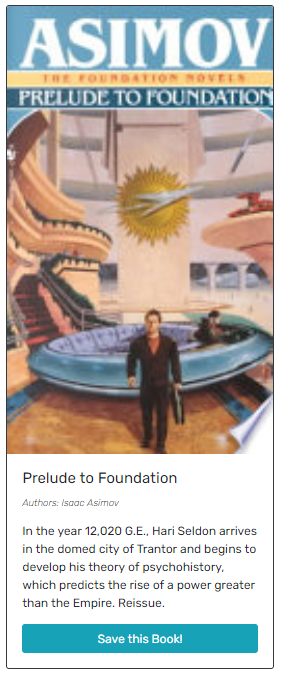 ASIMOV
THE FOUNDATION NOVELS
PRELUDE TO FOUNDATION
Prelude to Foundation
Authors: Isaac Asimov
In the year 12,020 G.E., Hari Seldon arrives
in the domed city of Trantor and begins to
develop his theory of psychohistory,
which predicts the rise of a power greater
than the Empire. Reissue.
Save this Book!